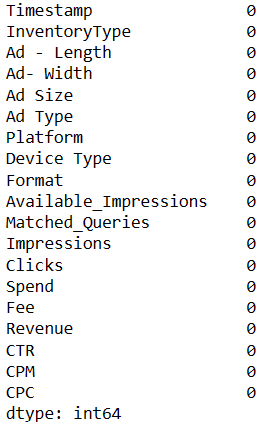 Timestamp 0
InventoryType 0
Ad - Length 0
Ad- Width 0
Ad Size 0
Ad Type 0
Platform 0
Device Type 0
Format 0
Available_Impressions 0
Matched_Queries 0
Impressions 0
Clicks 0
Spend 0
Fee 0
Revenue 0
CTR 0
CPM 0
CPC 0
dtype: int64